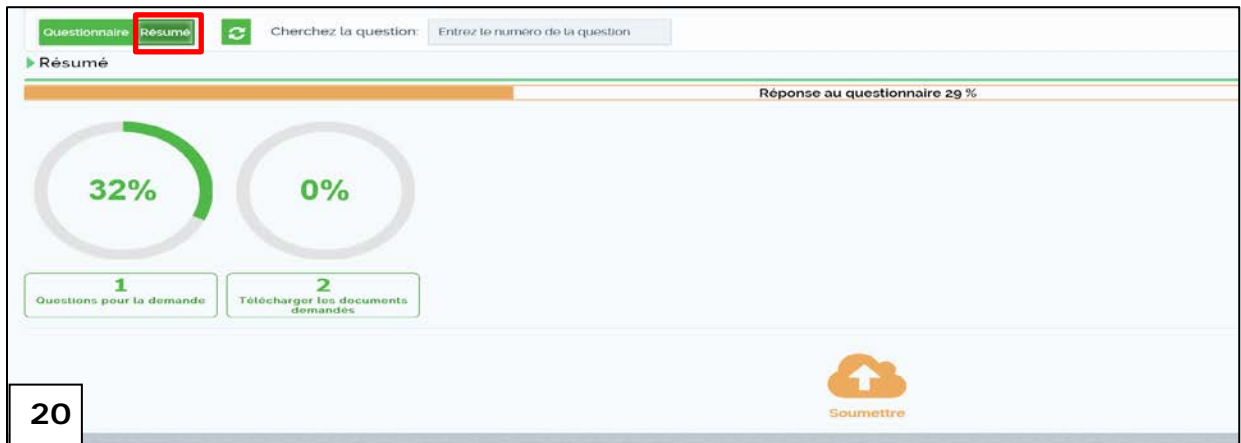 Questionnaire Résumé Cherchez la question: Entrez le numero de la question
Résumé
Réponse au questionnaire 29 %
32% 0%
1 2
Questions pour la demande Télécharger les documents
demandés
Soumettre
20